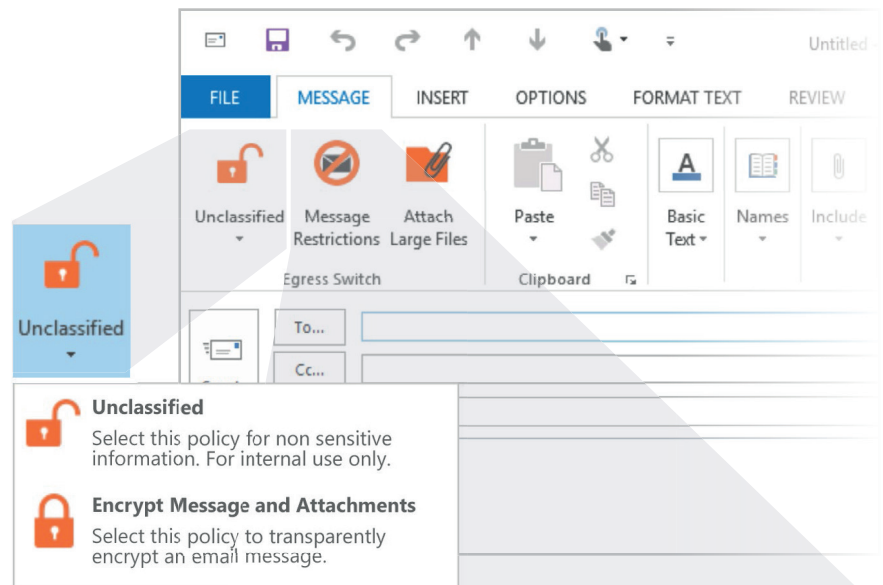 Untitled -
FILE MESSAGE INSERT OPTIONS FORMAT TEXT REVIEW
Unclassified
Message
Restrictions
Attach
Large Files
Paste
A
Basic
Text
Names
Include
Egress Switch
Clipboard
Unclassified
To...
Cc...
Unclassified
Select this policy for non sensitive
information. For internal use only.
Encrypt Message and Attachments
Select this policy to transparently
encrypt an email message.